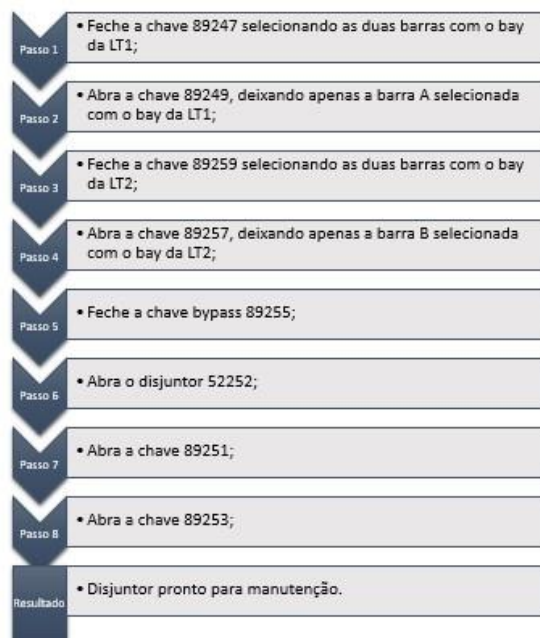 Passo 1
• Feche a chave 89247 selecionando as duas barras com o bay
da LT1;
Passo 2
• Abra a chave 89249, deixando apenas a barra A selecionada
com o bay da LT1;
Passo 3
• Feche a chave 89259 selecionando as duas barras com o bay
da LT2;
Passo 4
• Abra a chave 89257, deixando apenas a barra B selecionada
com o bay da LT2;
Passo 5
• Feche a chave bypass 89255;
Passo 6
• Abra o disjuntor 52252;
Passo 7
• Abra a chave 89251;
Passo 8
• Abra a chave 89253;
Resultado
• Disjuntor pronto para manutenção.